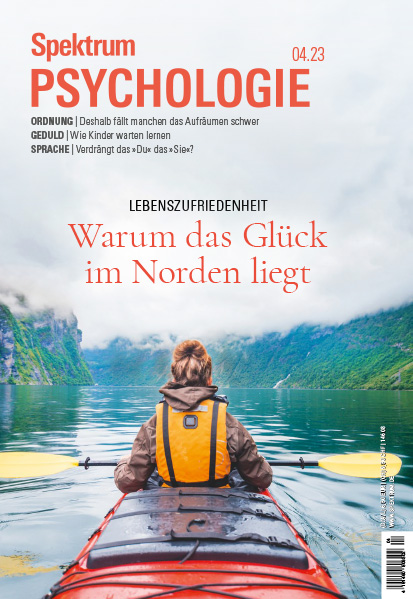 Spektrum
04.23
PSYCHOLOGIE
ORDNUNG | Deshalb fällt manchen das Aufräumen schwer
GEDULD | Wie Kinder warten lernen
SPRACHE | Verdrängt das »Du« das »Sie«?
LEBENSZUFRIEDENHEIT
Warum das Glück
im Norden liegt